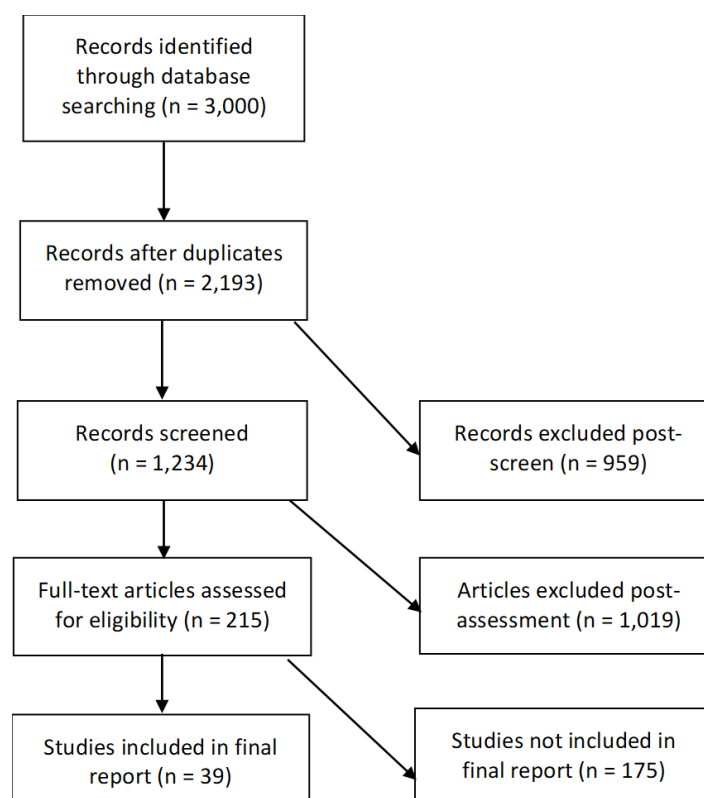 Records identified
through database
searching (n = 3,000)
Records after duplicates
removed (n = 2,193)
Records screened
(n = 1,234)
Records excluded post-
screen (n = 959)
Full-text articles assessed
for eligibility (n = 215)
Articles excluded post-
assessment (n = 1,019)
Studies included in final
report (n = 39)
Studies not included in
final report (n = 175)